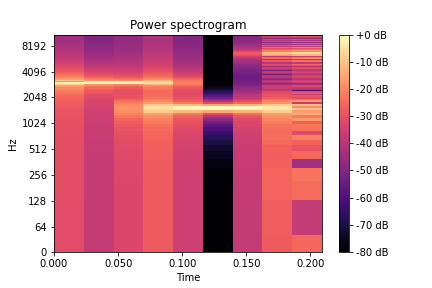 Power spectrogram
8192
4096
2048
1024
512
256
128
64
0
Hz
0.000 0.050 0.100 0.150 0.200
Time
+0 dB
-10 dB
-20 dB
-30 dB
-40 dB
-50 dB
-60 dB
-70 dB
-80 dB